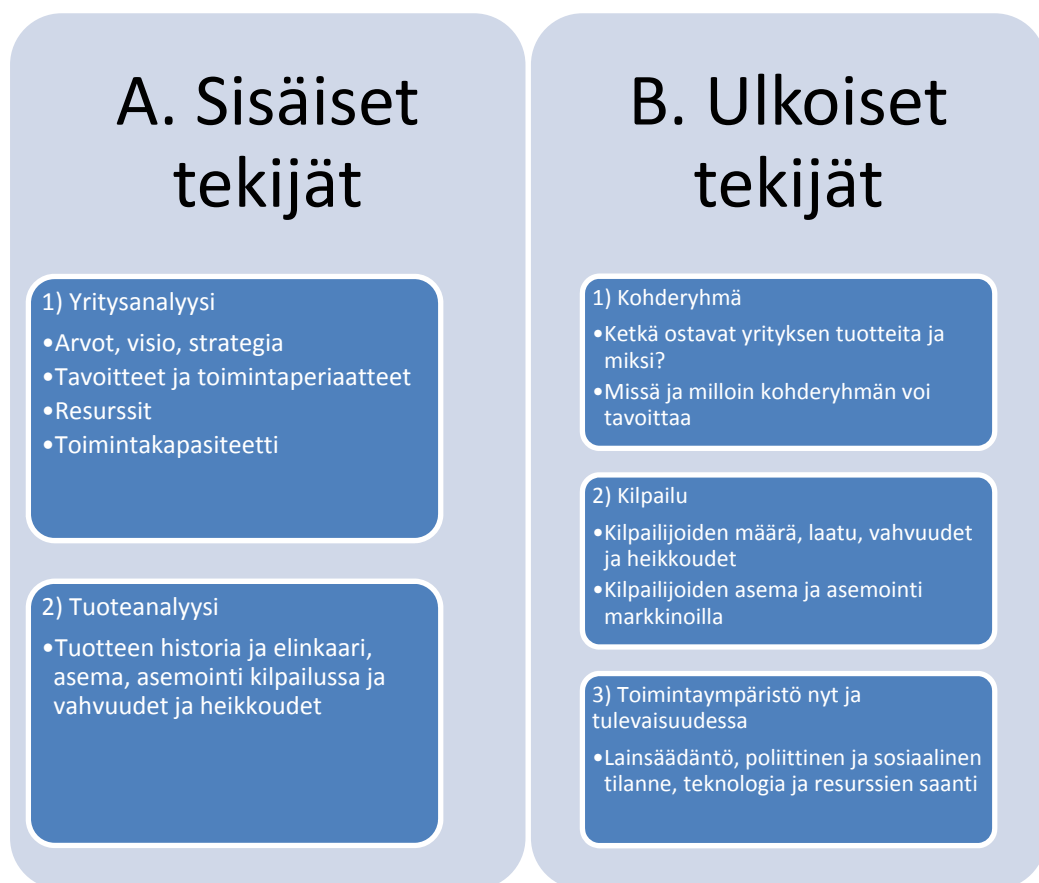 A. Sisäiset
tekijät
1) Yritysanalyysi
•Arvot, visio, strategia
•Tavoitteet ja toimintaperiaatteet
•Resurssit
•Toimintakapasiteetti
2) Tuoteanalyysi
•Tuotteen historia ja elinkaari,
asema, asemointi kilpailussa ja
vahvuudet ja heikkoudet
B. Ulkoiset
tekijät
1) Kohderyhmä
•Ketkä ostavat yrityksen tuotteita ja
miksi?
•Missä ja milloin kohderyhmän voi
tavoittaa
2) Kilpailu
•Kilpailijoiden määrä, laatu, vahvuudet
ja heikkoudet
•Kilpailijoiden asema ja asemointi
markkinoilla
3) Toimintaympäristö nyt ja
tulevaisuudessa
•Lainsäädäntö, poliittinen ja sosiaalinen
tilanne, teknologia ja resurssien saanti